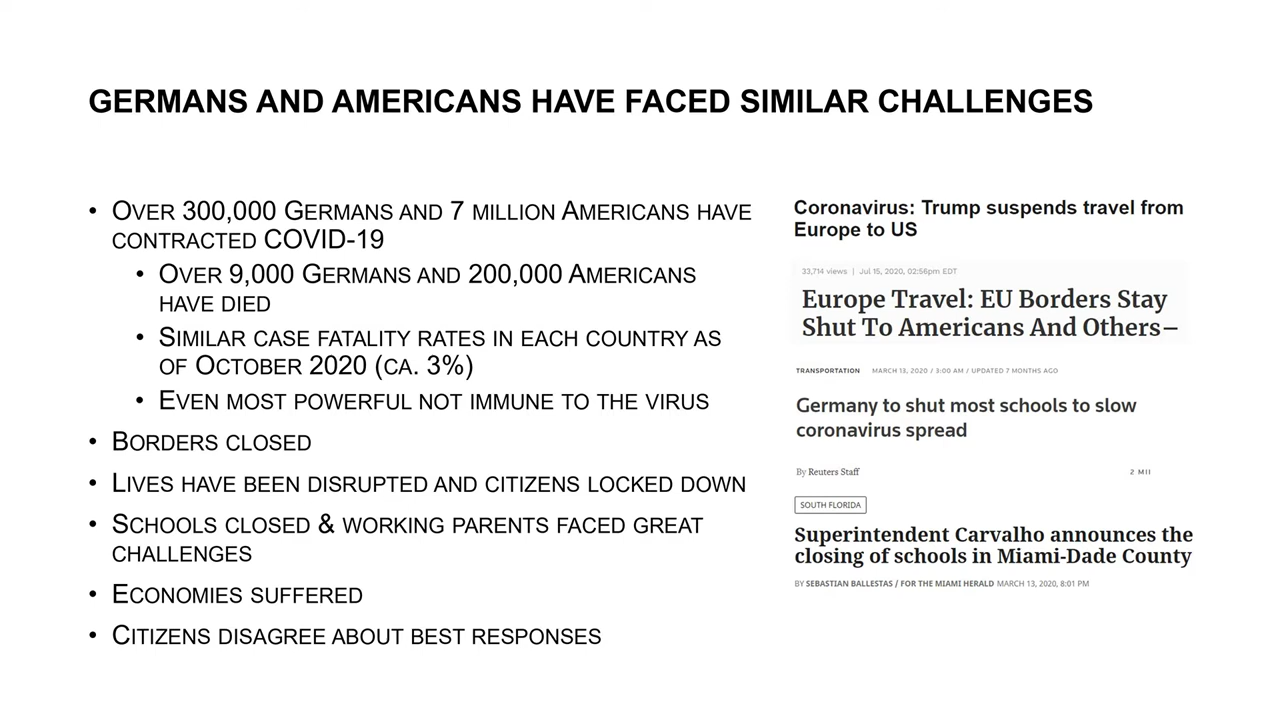 GERMANS AND AMERICANS HAVE FACED SIMILAR CHALLENGES
• OVER 300,000 GERMANS AND 7 MILLION AMERICANS HAVE
CONTRACTED COVID-19
• OVER 9,000 GERMANS AND 200,000 AMERICANS
HAVE DIED
• SIMILAR CASE FATALITY RATES IN EACH COUNTRY AS
OF OCTOBER 2020 (CA. 3%)
• EVEN MOST POWERFUL NOT IMMUNE TO THE VIRUS
• BORDERS CLOSED
• LIVES HAVE BEEN DISRUPTED AND CITIZENS LOCKED DOWN
• SCHOOLS CLOSED & WORKING PARENTS FACED GREAT
CHALLENGES
• ECONOMIES SUFFERED
• CITIZENS DISAGREE ABOUT BEST RESPONSES
Coronavirus: Trump suspends travel from
Europe to US
33,714 views | Jul 15, 2020, 02:56pm EDT
Europe Travel: EU Borders Stay
Shut To Americans And Others—
TRANSPORTATION MARCH 13, 2020 / 3:00 AM / UPDATED 7 MONTHS AGO
Germany to shut most schools to slow
coronavirus spread
By Reuters Staff 2 MI
SOUTH FLORIDA
Superintendent Carvalho announces the
closing of schools in Miami-Dade County
BY SEBASTIAN BALLESTAS / FOR THE MIAMI HERALD MARCH 13, 2020, 8:01 PM